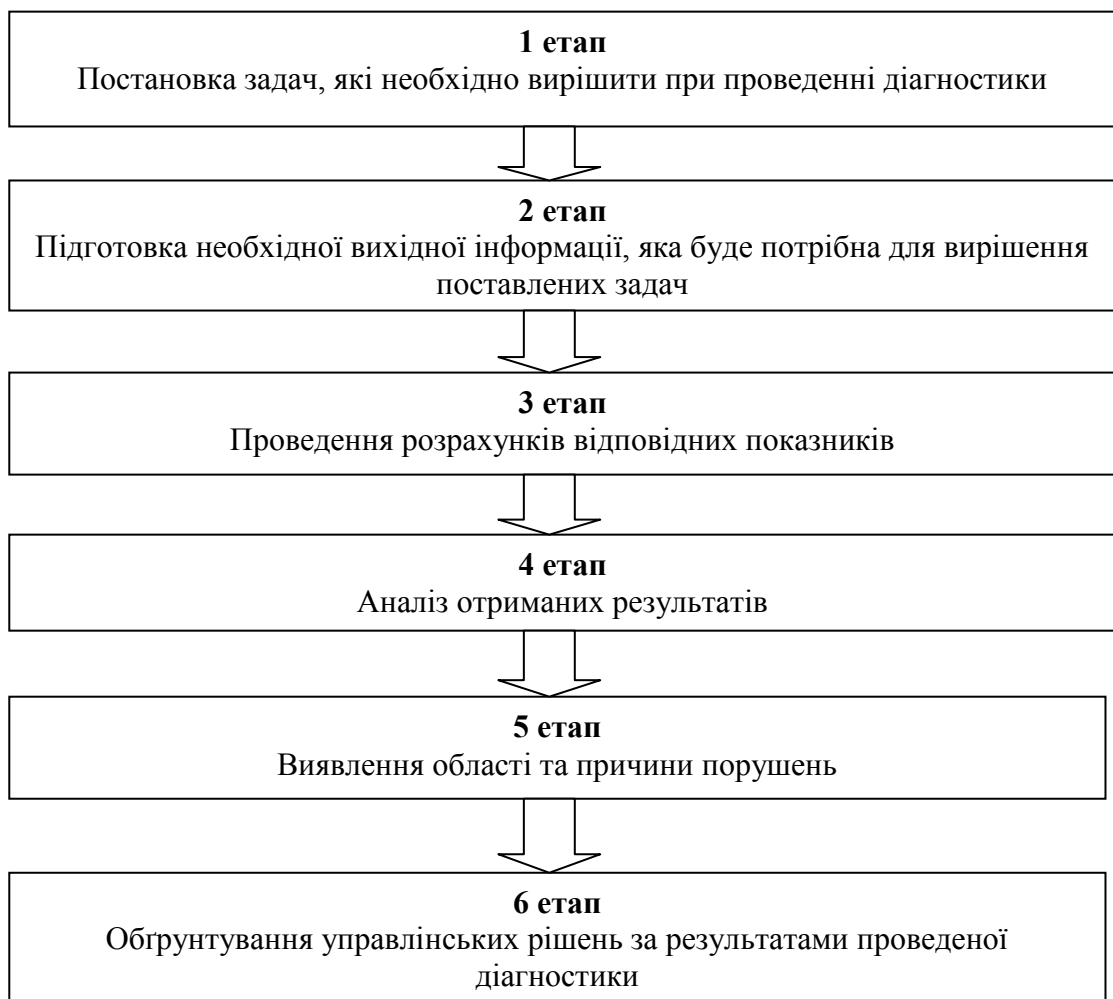 1 етап
Постановка задач, які необхідно вирішити при проведенні діагностики
2 етап
Підготовка необхідної вихідної інформації, яка буде потрібна для вирішення
поставлених задач
3 етап
Проведення розрахунків відповідних показників
4 етап
Аналіз отриманих результатів
5 етап
Виявлення області та причини порушень
6 етап
Обґрунтування управлінських рішень за результатами проведеної
діагностики